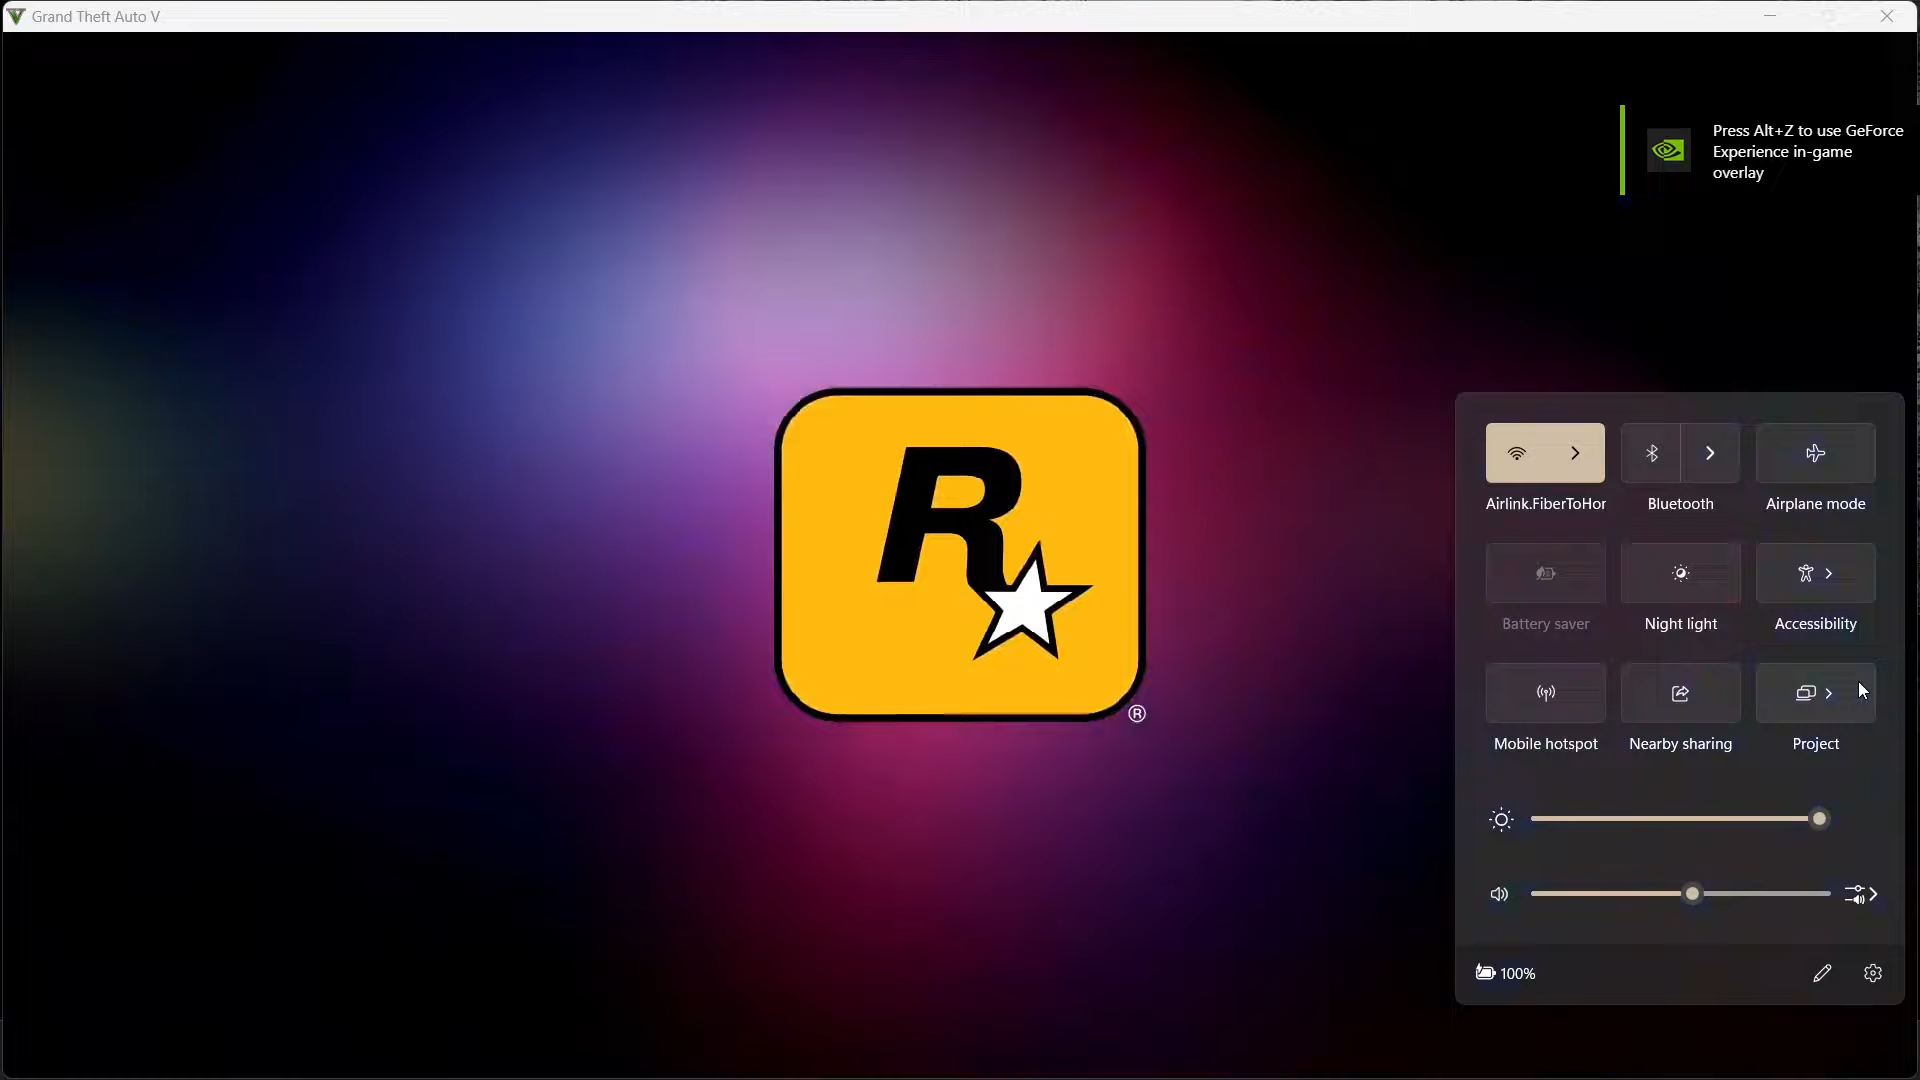 Grand Theft Auto V
Press Alt+Z to use GeForce
Experience in-game
overlay
R
®
Airlink.FiberToHor
Bluetooth
Airplane mode
Battery saver
Night light
Accessibility
Mobile hotspot
Nearby sharing
Project
100%